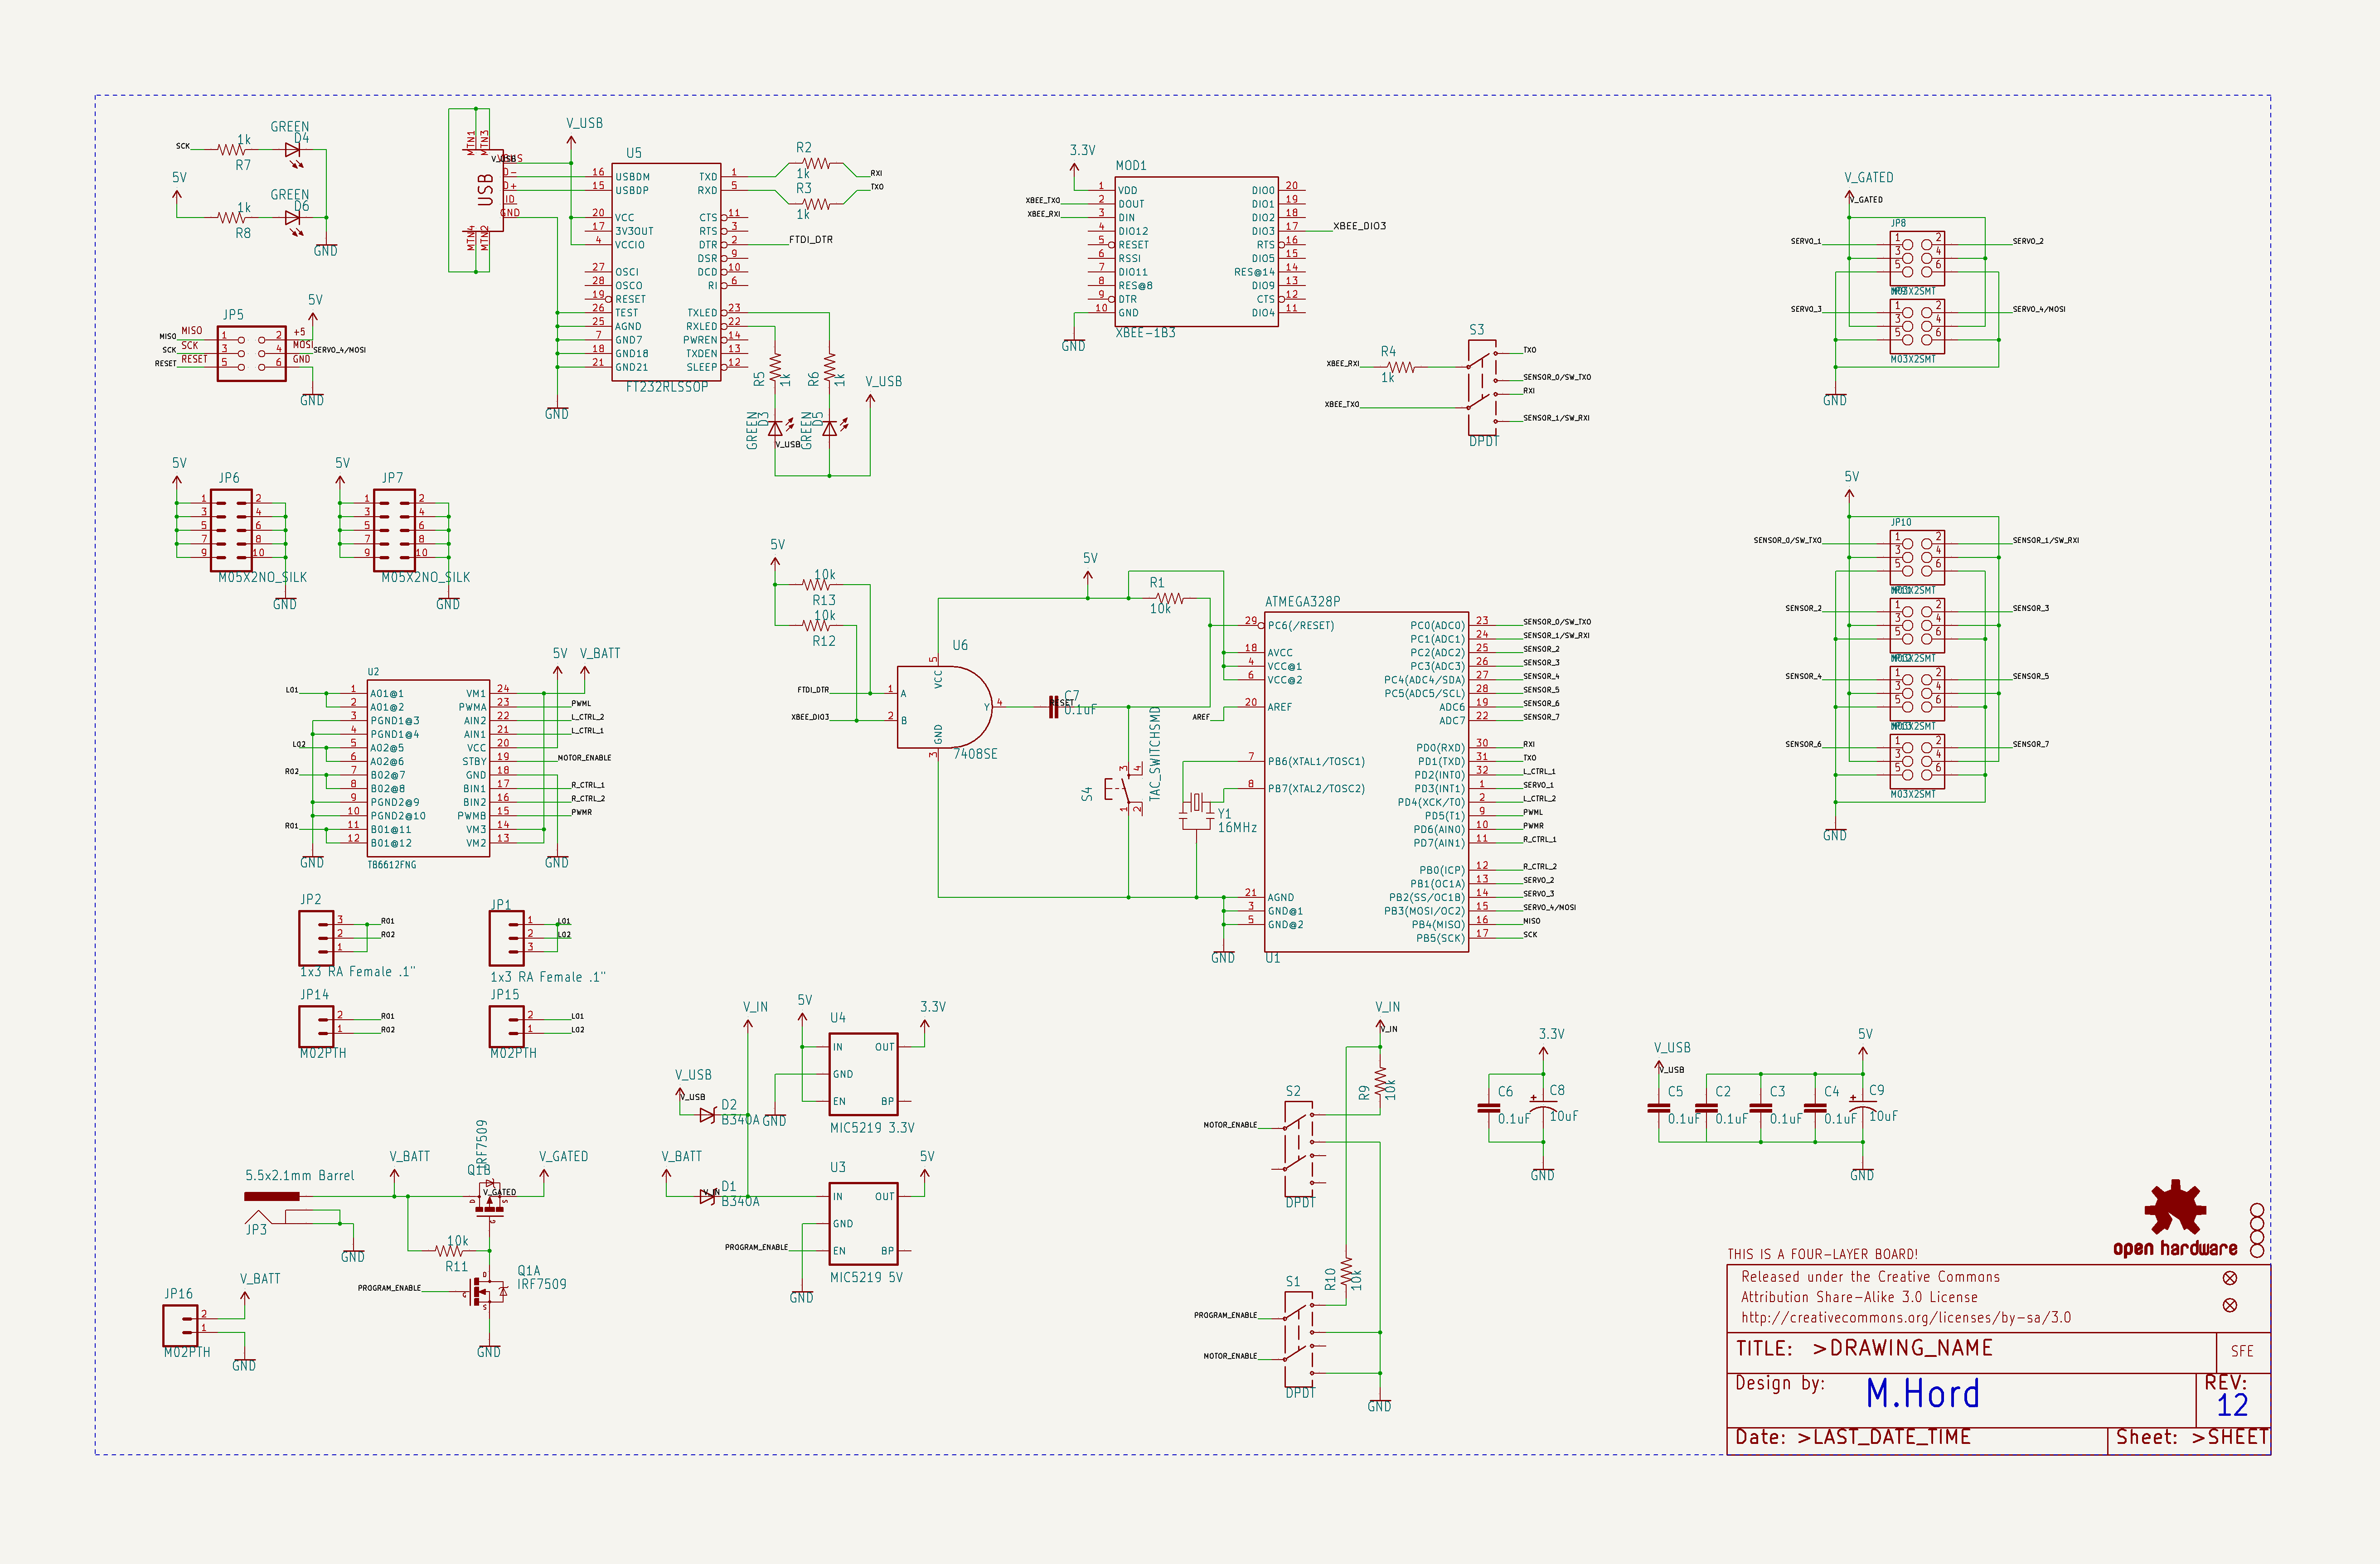 GREEN
D4
SCK
1k
R7
5V
GREEN
D6
1k
R8
GND
JP5
5V
MISO
MISO
1
2
+5
SCK
SCK
3
4
MOSI
SERVO_4/MOSI
RESET
RESET
5
6
GND
GND
MTN1
MTN3
USB
VBUS
V_USB
D-
D+
ID
GND
MTN4
MTN2
V_USB
U5
16 USBDM
15 USBDP
20 VCC
17 3V3OUT
4 VCCIO
27 OSCI
28 OSCO
19 RESET
26 TEST
25 AGND
7 GND7
18 GND18
21 GND21
TXD 1
RXD 5
CTS 11
RTS 3
DTR 2
DSR 9
DCD 10
RI 6
TXLED 23
RXLED 22
PWREN 14
TXDEN 13
SLEEP 12
FT232RLSSOP
GND
R2
1k
RXI
R3
1k
TXO
FTDI_DTR
R5
1k
R6
1k
GREEN
D3
GREEN
D5
V_USB
V_USB
3.3V
MOD1
XBEE_TXO
XBEE_RXI
1 VDD
2 DOUT
3 DIN
4 DIO12
5 RESET
6 RSSI
7 DIO11
8 RES@8
9 DTR
10 GND
DIO0 20
DIO1 19
DIO2 18
DIO3 17
RTS 16
DIO5 15
RES@14 14
DIO9 13
CTS 12
DIO4 11
XBEE_DIO3
XBEE-1B3
GND
S3
XBEE_RXI
R4
1k
XBEE_TXO
TXO
SENSOR_0/SW_TXO
RXI
SENSOR_1/SW_RXI
DPDT
V_GATED
V_GATED
JP8
SERVO_1
1 2
3 4
5 6
SERVO_2
M03X2SMT
SERVO_3
1 2
3 4
5 6
SERVO_4/MOSI
M03X2SMT
GND
5V
JP6
1 2
3 4
5 6
7 8
9 10
M05X2NO_SILK
GND
5V
JP7
1 2
3 4
5 6
7 8
9 10
M05X2NO_SILK
GND
5V
JP10
SENSOR_0/SW_TXO
1 2
3 4
5 6
SENSOR_1/SW_RXI
M03X2SMT
SENSOR_2
1 2
3 4
5 6
SENSOR_3
M03X2SMT
SENSOR_4
1 2
3 4
5 6
SENSOR_5
M03X2SMT
SENSOR_6
1 2
3 4
5 6
SENSOR_7
M03X2SMT
GND
5V
10k
R13
10k
R12
FTDI_DTR
XBEE_DIO3
U6
1 A
2 B
5 VCC
3 GND
Y 4
7408SE
C7
RESET
0.1uF
5V
R1
10k
AREF
S4
TAC_SWITCHSMD
3 4
1 2
Y1
16MHz
GND
ATMEGA328P
29 PC6(/RESET)
18 AVCC
4 VCC@1
6 VCC@2
20 AREF
7 PB6(XTAL1/TOSC1)
8 PB7(XTAL2/TOSC2)
21 AGND
3 GND@1
5 GND@2
PC0(ADC0) 23 SENSOR_0/SW_TXO
PC1(ADC1) 24 SENSOR_1/SW_RXI
PC2(ADC2) 25 SENSOR_2
PC3(ADC3) 26 SENSOR_3
PC4(ADC4/SDA) 27 SENSOR_4
PC5(ADC5/SCL) 28 SENSOR_5
ADC6 19 SENSOR_6
ADC7 22 SENSOR_7
PD0(RXD) 30 RXI
PD1(TXD) 31 TXO
PD2(INT0) 32 L_CTRL_1
PD3(INT1) 1 SERVO_1
PD4(XCK/T0) 2 L_CTRL_2
PD5(T1) 9 PWML
PD6(AIN0) 10 PWMR
PD7(AIN1) 11 R_CTRL_1
PB0(ICP) 12 R_CTRL_2
PB1(OC1A) 13 SERVO_2
PB2(SS/OC1B) 14 SERVO_3
PB3(MOSI/OC2) 15 SERVO_4/MOSI
PB4(MISO) 16 MISO
PB5(SCK) 17 SCK
U1
U2
5V
V_BATT
LO1
LO2
RO2
RO1
1 AO1@1
2 AO1@2
3 PGND1@3
4 PGND1@4
5 AO2@5
6 AO2@6
7 BO2@7
8 BO2@8
9 PGND2@9
10 PGND2@10
11 BO1@11
12 BO1@12
VM1 24
PWMA 23 PWML
AIN2 22 L_CTRL_2
AIN1 21 L_CTRL_1
VCC 20
STBY 19 MOTOR_ENABLE
GND 18
BIN1 17 R_CTRL_1
BIN2 16 R_CTRL_2
PWMB 15 PWMR
VM3 14
VM2 13
GND
TB6612FNG
GND
JP2
3 RO1
2 RO2
1
1x3 RA Female .1"
JP1
1 LO1
2 LO2
3
1x3 RA Female .1"
JP14
2 RO1
1 RO2
M02PTH
JP15
2 LO1
1 LO2
M02PTH
5.5x2.1mm Barrel
JP3
GND
V_BATT
IRF7509
Q1B
V_GATED
V_GATED
D
S
G
10k
R11
PROGRAM_ENABLE
Q1A
IRF7509
D
G
S
GND
V_BATT
JP16
2
1
M02PTH
GND
V_IN
V_USB
V_USB
D2
B340A
V_BATT
V_IN
D1
B340A
5V
U4
3.3V
IN OUT
GND
EN BP
GND
MIC5219 3.3V
U3
5V
IN OUT
GND
PROGRAM_ENABLE
EN BP
MIC5219 5V
GND
V_IN
V_IN
R9
10k
S2
MOTOR_ENABLE
DPDT
R10
10k
S1
PROGRAM_ENABLE
MOTOR_ENABLE
DPDT
GND
3.3V
C6
0.1uF
C8
10uF
GND
V_USB
V_USB
5V
C5
0.1uF
C2
0.1uF
C3
0.1uF
C4
0.1uF
C9
10uF
GND
open hardware
THIS IS A FOUR-LAYER BOARD!
Released under the Creative Commons
Attribution Share-Alike 3.0 License
http://creativecommons.org/licenses/by-sa/3.0
TITLE: >DRAWING_NAME
SFE
Design by: M.Hord
REV:
12
Date: >LAST_DATE_TIME
Sheet: >SHEET